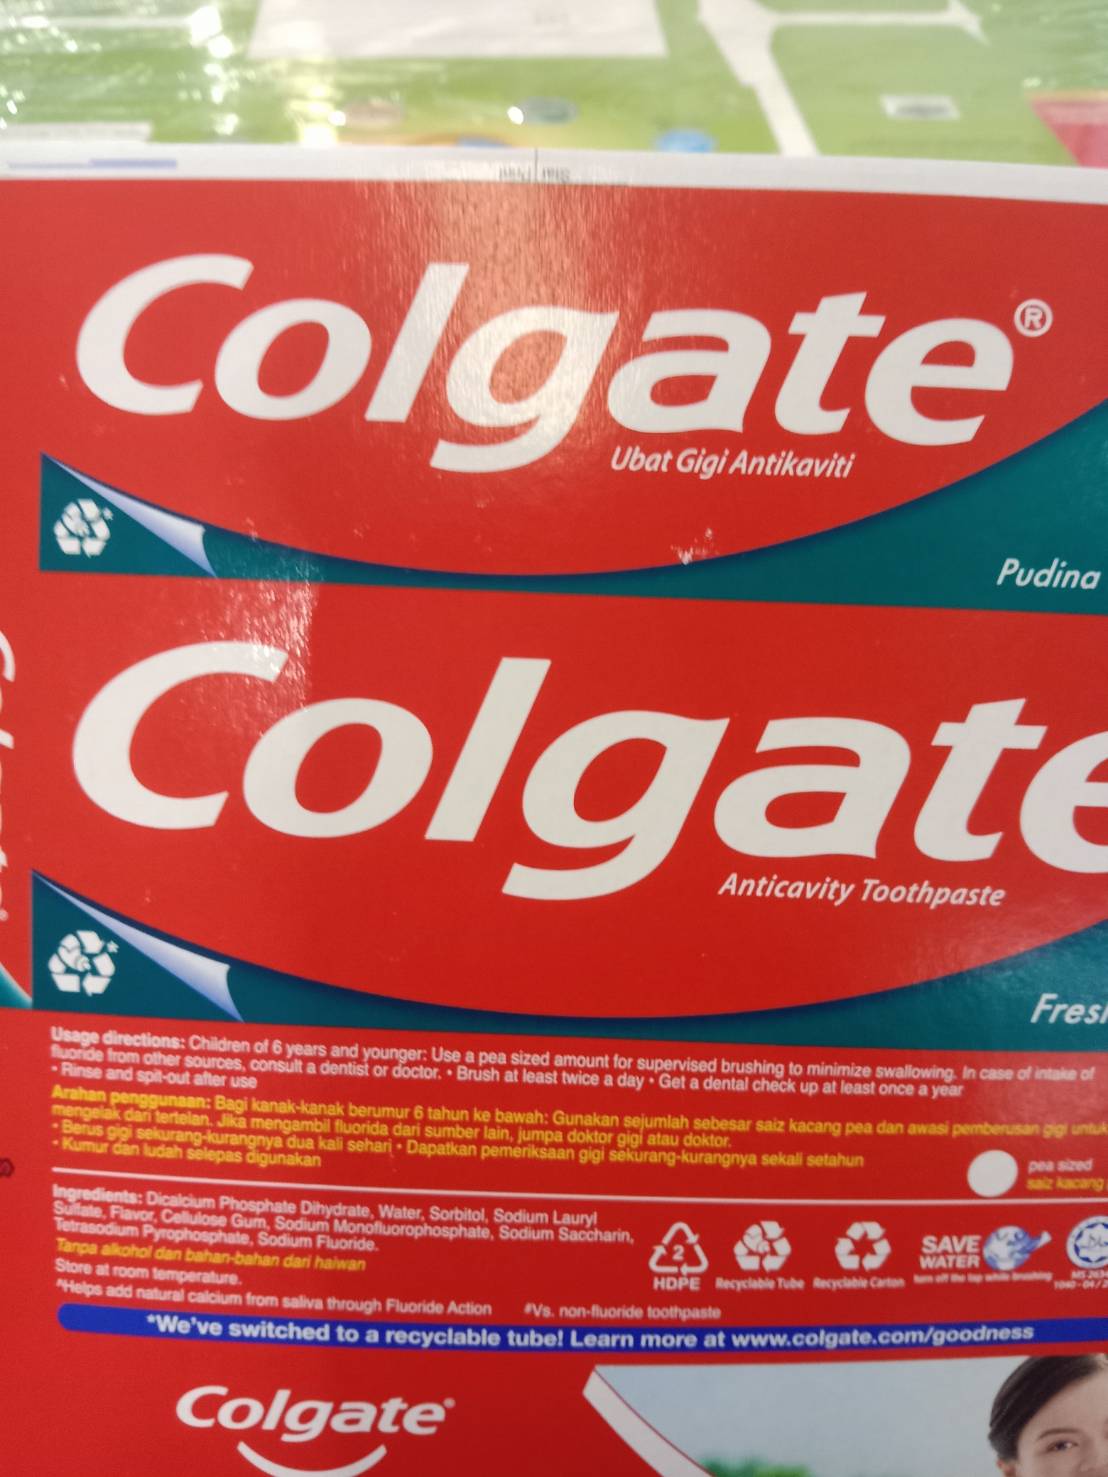 Colgate®
Ubat Gigi Antikaviti
Pudina
Colgate
Anticavity Toothpaste
Usage directions: Children of 6 years and younger: Use a pea sized amount for supervised brushing to minimize swallowing. In case of intake of
fluoride from other sources, consult a dentist or doctor. • Brush at least twice a day • Get a dental check up at least once a year
• Rinse and spit-out after use
Arahan penggunaan: Bagi kanak-kanak berumur 6 tahun ke bawah: Gunakan sejumlah sebesar saiz kacang pea dan awasi pemberusan gigi untuk
mengelak dari tertelan. Jika mengambil fluorida dari sumber lain, jumpa doktor gigi atau doktor.
• Berus gigi sekurang-kurangnya dua kali sehari • Dapatkan pemeriksaan gigi sekurang-kurangnya sekali setahun
• Kumur dan ludah selepas digunakan
pea sized
saiz kacang
Ingredients: Dicalcium Phosphate Dihydrate, Water, Sorbitol, Sodium Lauryl
Sulfate, Flavor, Cellulose Gum, Sodium Monofluorophosphate, Sodium Saccharin,
Tetrasodium Pyrophosphate, Sodium Fluoride.
Tanpa alkohol dan bahan-bahan dari haiwan
Store at room temperature.
^Helps add natural calcium from saliva through Fluoride Action #Vs. non-fluoride toothpaste
2
HDPE
Recyclable Tube
Recyclable Carton
SAVE
WATER
turn off the tap while brushing
*We've switched to a recyclable tube! Learn more at www.colgate.com/goodness
Colgate®